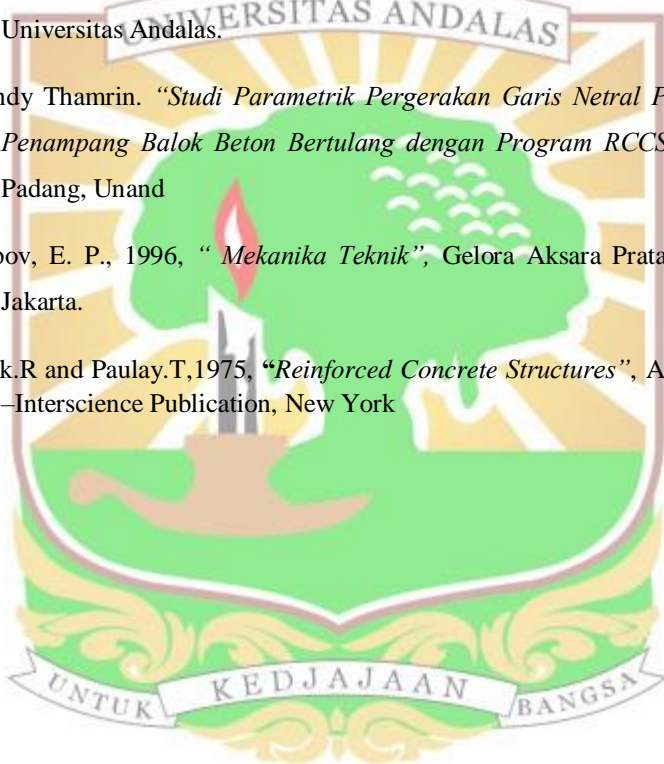 UNIVERSITAS ANDALAS
Universitas Andalas.
ndy Thamrin. “Studi Parametrik Pergerakan Garis Netral P
Penampang Balok Beton Bertulang dengan Program RCCS
Padang, Unand
ov, E. P., 1996, “ Mekanika Teknik”, Gelora Aksara Prata
Jakarta.
k.R and Paulay.T,1975, “Reinforced Concrete Structures”, A
–Interscience Publication, New York
UNTUK KEDJAJAAN BANGSA